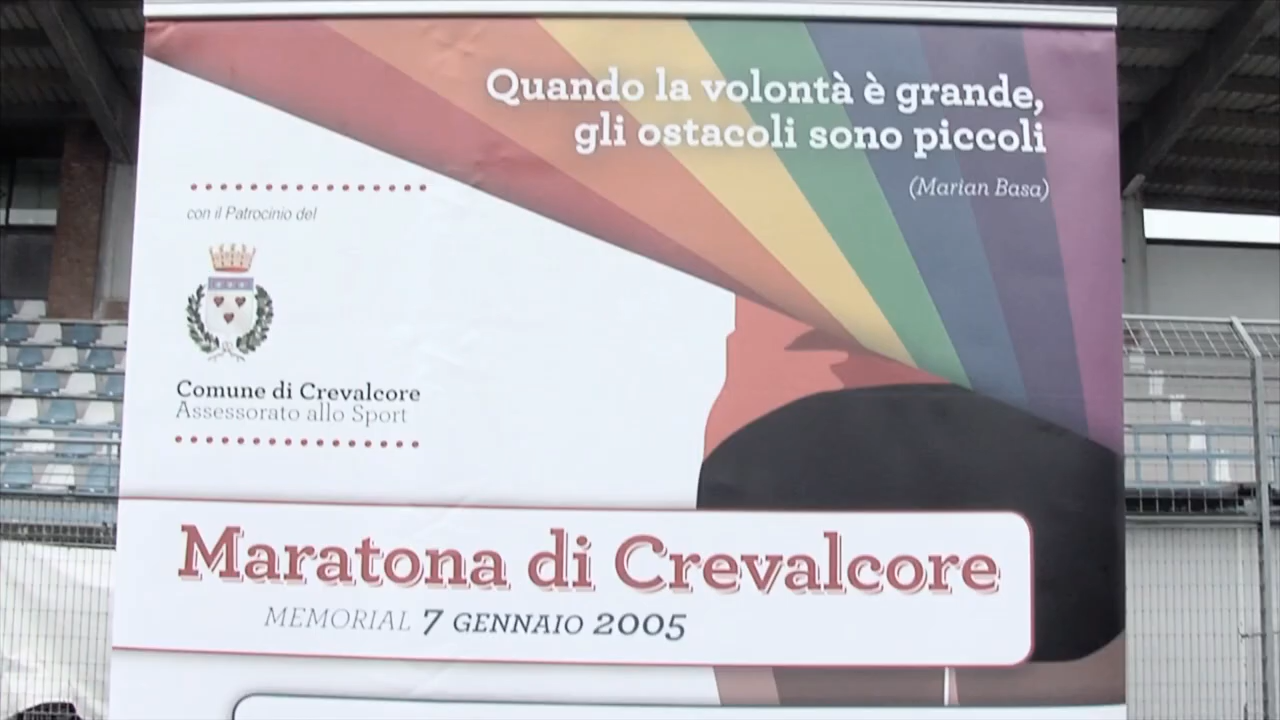 Quando la volontà è grande,
gli ostacoli sono piccoli
(Marian Basa)
con il Patrocinio del
Comune di Crevalcore
Assessorato allo Sport
Maratona di Crevalcore
MEMORIAL 7 GENNAIO 2005